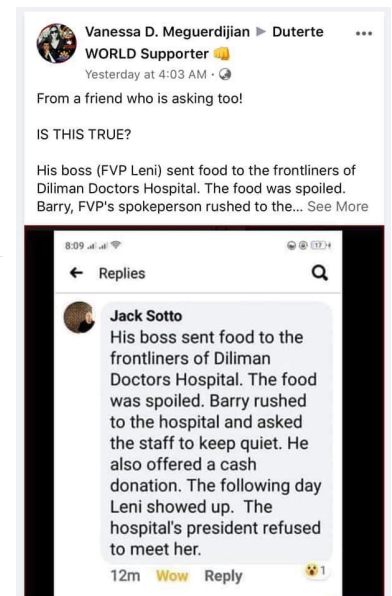 Vanessa D. Meguerdijian ▶ Duterte
WORLD Supporter 👊
Yesterday at 4:03 AM ·
From a friend who is asking too!
IS THIS TRUE?
His boss (FVP Leni) sent food to the frontliners of
Diliman Doctors Hospital. The food was spoiled.
Barry, FVP's spokeperson rushed to the... See More
8:09
17
← Replies
Jack Sotto
His boss sent food to the
frontliners of Diliman
Doctors Hospital. The food
was spoiled. Barry rushed
to the hospital and asked
the staff to keep quiet. He
also offered a cash
donation. The following day
Leni showed up. The
hospital's president refused
to meet her.
12m Wow Reply 😮 1